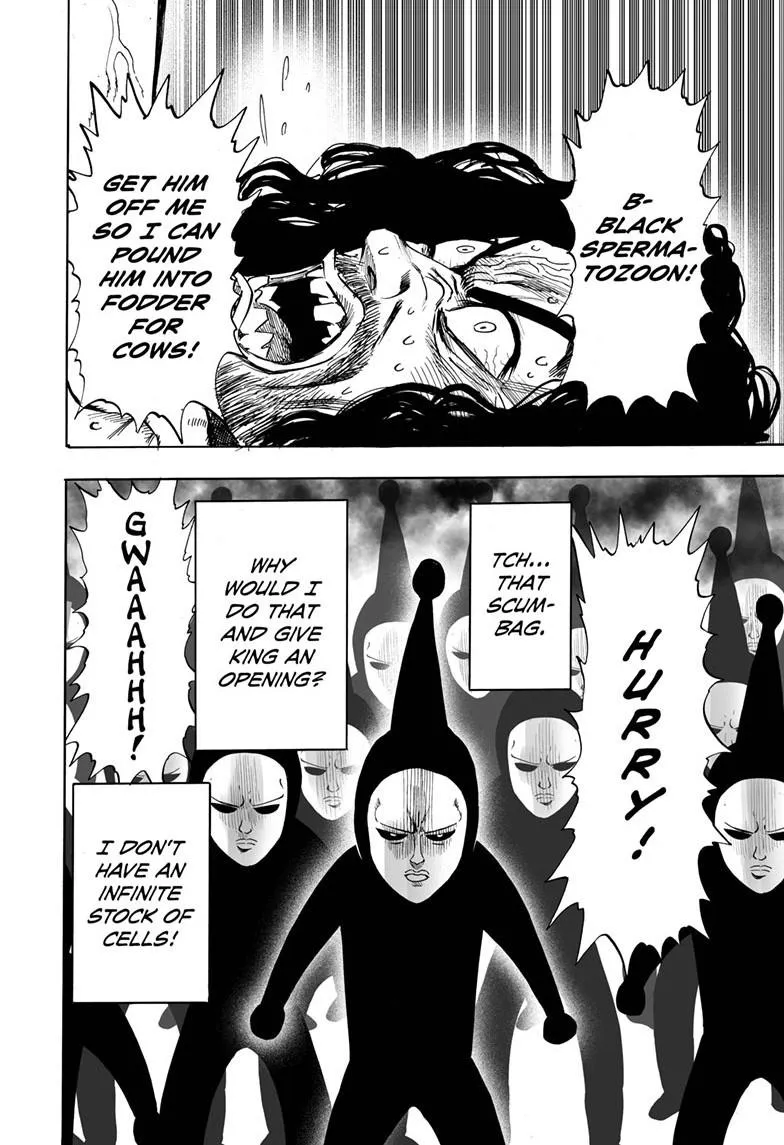 B-
BLACK
SPERMA-
TOZOON!
GET HIM
OFF ME
SO I CAN
POUND
HIM INTO
FODDER
FOR
COWS!
HURRY!
TCH...
THAT
SCUM-
BAG.
WHY
WOULD I
DO THAT
AND GIVE
KING AN
OPENING?
GWAAAHHH!
I DON'T
HAVE AN
INFINITE
STOCK OF
CELLS!